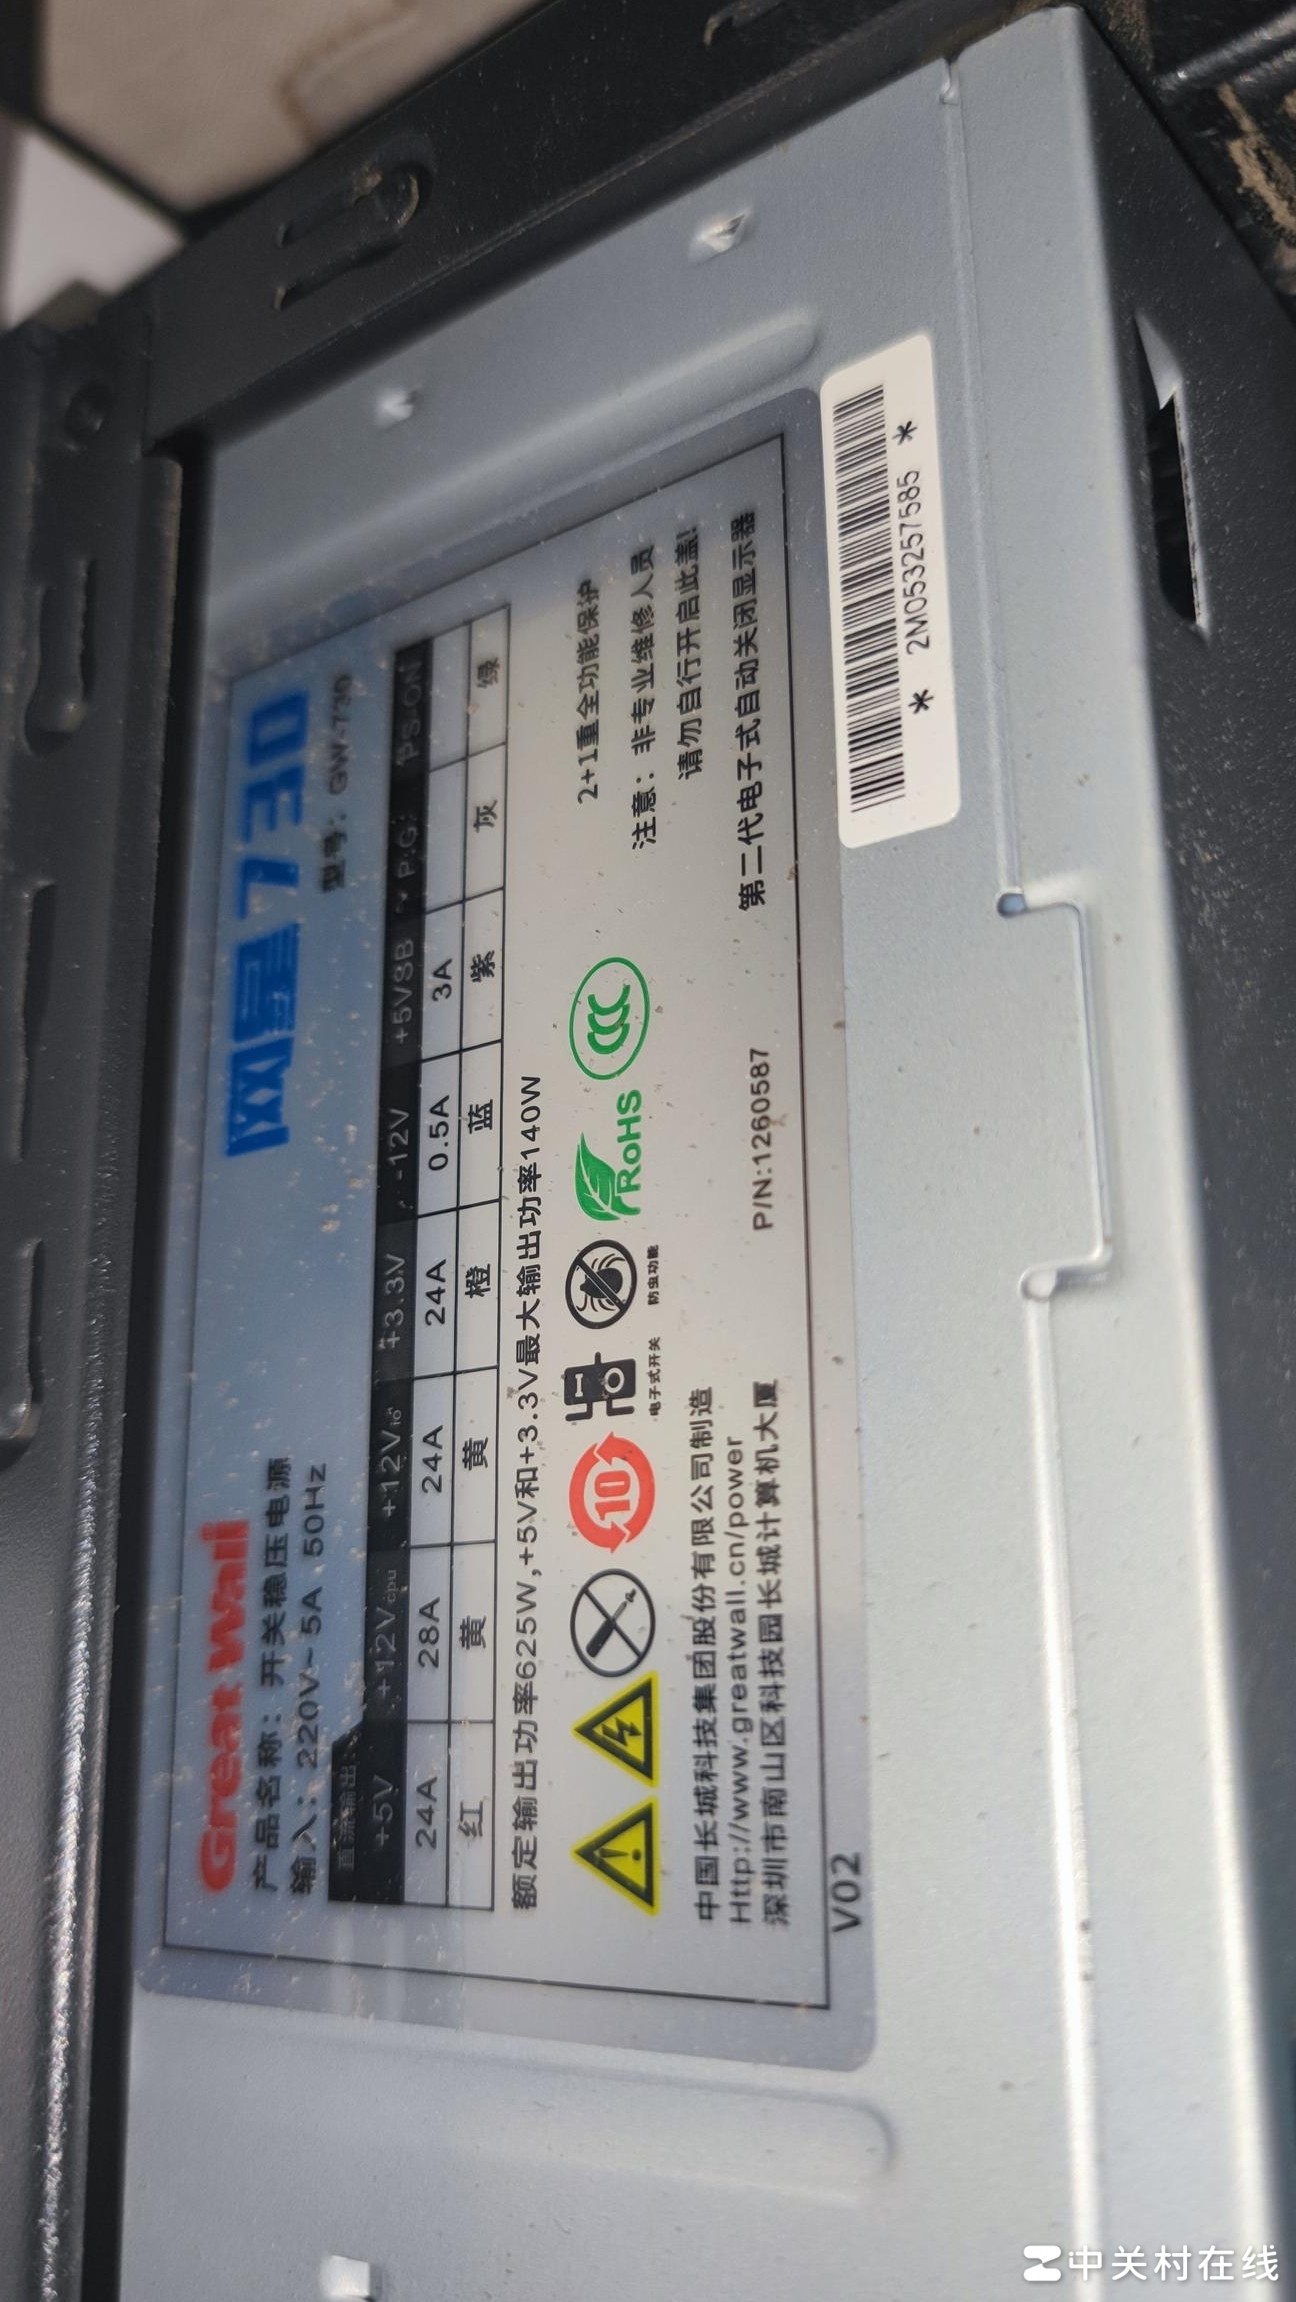 Great Wall
网星730
产品名称：开关稳压电源
型号：GW-730
输入：220V~5A 50Hz
直流输出:
+5V +12Vcpu +12Vio +3.3V -12V +5VSB P.G. PS-ON
24A 28A 24A 24A 0.5A 3A
红 黄 黄 橙 蓝 紫 灰 绿
额定输出功率625W,+5V和+3.3V最大输出功率140W
10
电子式开关
防虫功能
RoHS
CCC
2+1重全功能保护
注意：非专业维修人员
请勿自行开启此盖!
中国长城科技集团股份有限公司制造
Http://www.greatwall.cn/power
深圳市南山区科技园长城计算机大厦
P/N:1260587
第二代电子式自动关闭显示器
V02
* 2M053257585 *
中关村在线